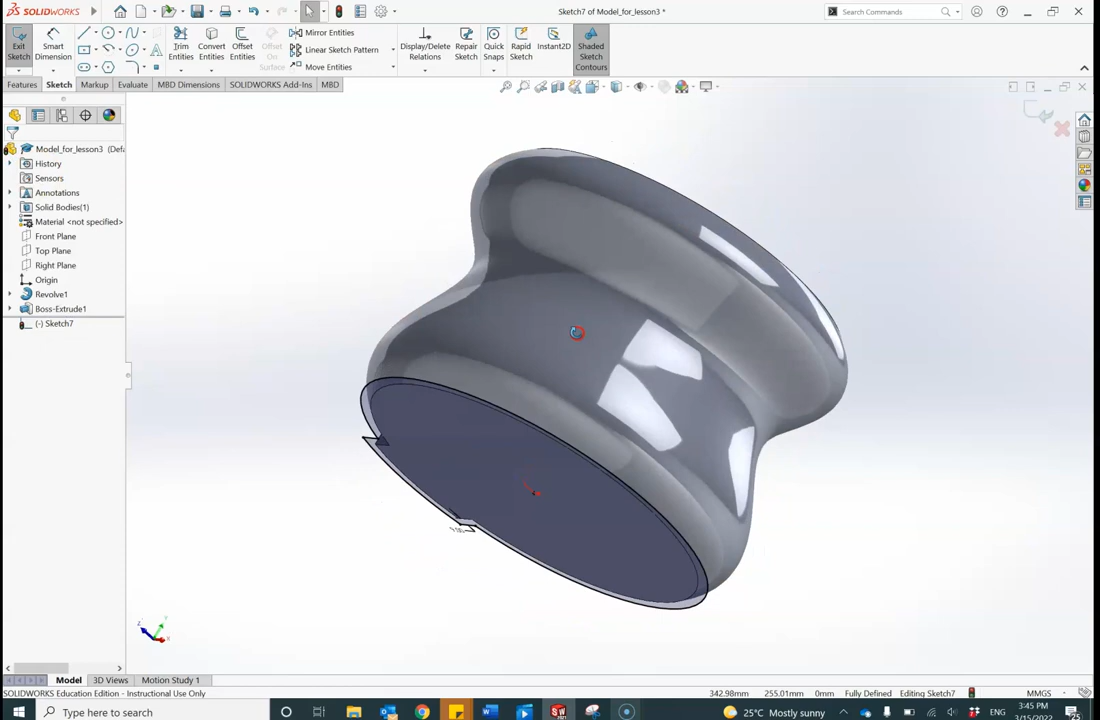 SOLIDWORKS
Sketch7 of Model_for_lesson3 *
Search Commands
Exit Sketch
Smart Dimension
Trim Entities
Convert Entities
Offset Entities
Offset On Surface
Mirror Entities
Linear Sketch Pattern
Move Entities
Display/Delete Relations
Repair Sketch
Quick Snaps
Rapid Sketch
Instant2D
Shaded Sketch Contours
Features
Sketch
Markup
Evaluate
MBD Dimensions
SOLIDWORKS Add-Ins
MBD
Model_for_lesson3 (Defa
History
Sensors
Annotations
Solid Bodies(1)
Material <not specified>
Front Plane
Top Plane
Right Plane
Origin
Revolve1
Boss-Extrude1
(-) Sketch7
Z
Y
X
Model
3D Views
Motion Study 1
SOLIDWORKS Education Edition - Instructional Use Only
342.98mm
255.01mm
0mm
Fully Defined
Editing Sketch7
MMGS
Type here to search
25°C Mostly sunny
ENG
3:45 PM
3/15/2022